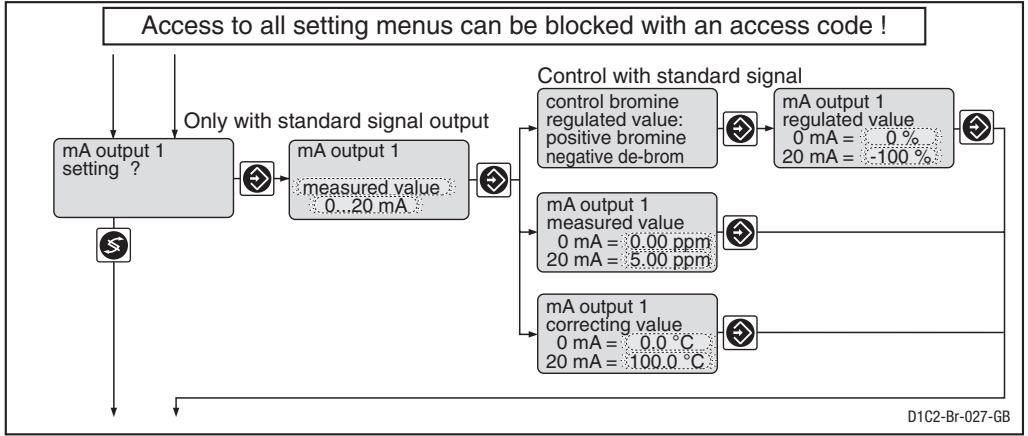 Access to all setting menus can be blocked with an access code !
Control with standard signal
Only with standard signal output
mA output 1
setting ?
mA output 1
measured value
0...20 mA
control bromine
regulated value:
positive bromine
negative de-brom
mA output 1
regulated value
0 mA = 0 %
20 mA = -100 %
mA output 1
measured value
0 mA = 0.00 ppm
20 mA = 5.00 ppm
mA output 1
correcting value
0 mA = 0.0 °C
20 mA = 100.0 °C
D1C2-Br-027-GB